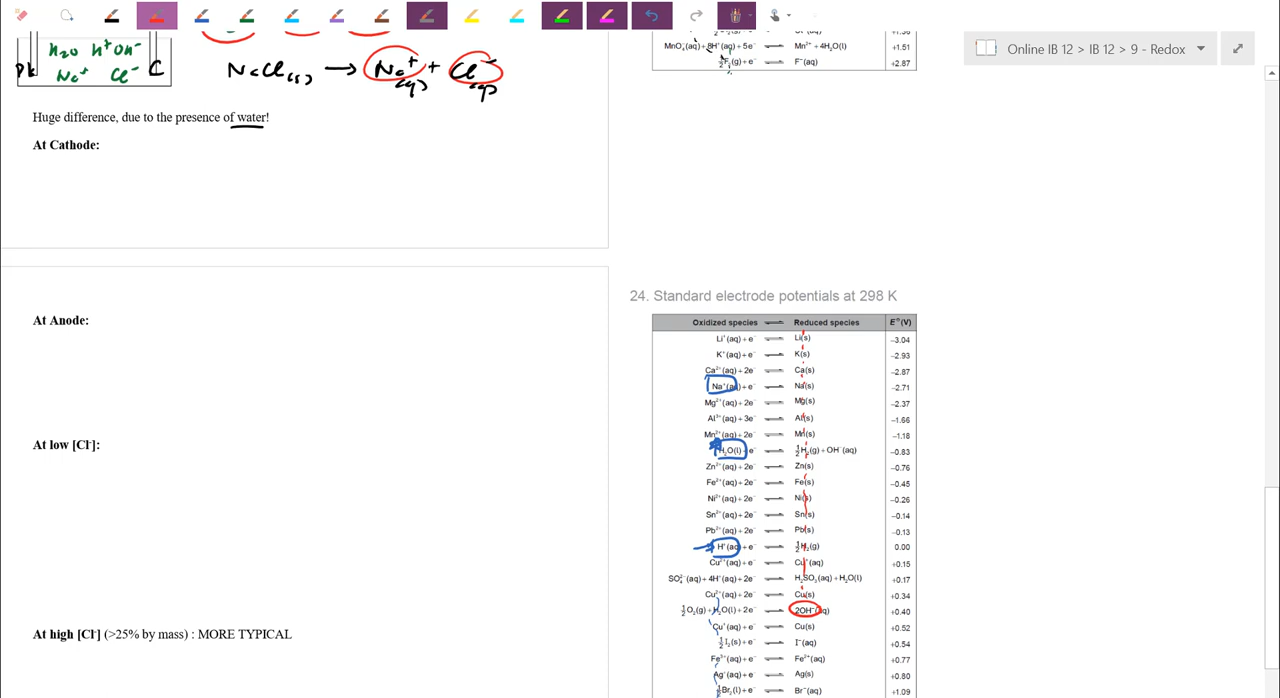 MnO₄⁻(aq) + 8H⁺(aq) + 5e⁻ ⇌ Mn²⁺ + 4H₂O(l) +1.51
½F₂(g) + e⁻ ⇌ F⁻(aq) +2.87
Online IB 12 > IB 12 > 9 - Redox
H₂O H⁺ OH⁻
Na⁺ Cl⁻ C
NaCl(s) → Na⁺(aq) + Cl⁻(aq)
Huge difference, due to the presence of water!
At Cathode:
At Anode:
At low [Cl⁻]:
At high [Cl⁻] (>25% by mass) : MORE TYPICAL
24. Standard electrode potentials at 298 K
Oxidized species ⇌ Reduced species E⊖(V)
Li⁺(aq) + e⁻ ⇌ Li(s) −3.04
K⁺(aq) + e⁻ ⇌ K(s) −2.93
Ca²⁺(aq) + 2e⁻ ⇌ Ca(s) −2.87
Na⁺(aq) + e⁻ ⇌ Na(s) −2.71
Mg²⁺(aq) + 2e⁻ ⇌ Mg(s) −2.37
Al³⁺(aq) + 3e⁻ ⇌ Al(s) −1.66
Mn²⁺(aq) + 2e⁻ ⇌ Mn(s) −1.18
H₂O(l) + e⁻ ⇌ ½H₂(g) + OH⁻(aq) −0.83
Zn²⁺(aq) + 2e⁻ ⇌ Zn(s) −0.76
Fe²⁺(aq) + 2e⁻ ⇌ Fe(s) −0.45
Ni²⁺(aq) + 2e⁻ ⇌ Ni(s) −0.26
Sn²⁺(aq) + 2e⁻ ⇌ Sn(s) −0.14
Pb²⁺(aq) + 2e⁻ ⇌ Pb(s) −0.13
H⁺(aq) + e⁻ ⇌ ½H₂(g) 0.00
Cu²⁺(aq) + e⁻ ⇌ Cu⁺(aq) +0.15
SO₄²⁻(aq) + 4H⁺(aq) + 2e⁻ ⇌ H₂SO₃(aq) + H₂O(l) +0.17
Cu²⁺(aq) + 2e⁻ ⇌ Cu(s) +0.34
½O₂(g) + H₂O(l) + 2e⁻ ⇌ 2OH⁻(aq) +0.40
Cu⁺(aq) + e⁻ ⇌ Cu(s) +0.52
½I₂(s) + e⁻ ⇌ I⁻(aq) +0.54
Fe³⁺(aq) + e⁻ ⇌ Fe²⁺(aq) +0.77
Ag⁺(aq) + e⁻ ⇌ Ag(s) +0.80
½Br₂(l) + e⁻ ⇌ Br⁻(aq) +1.09